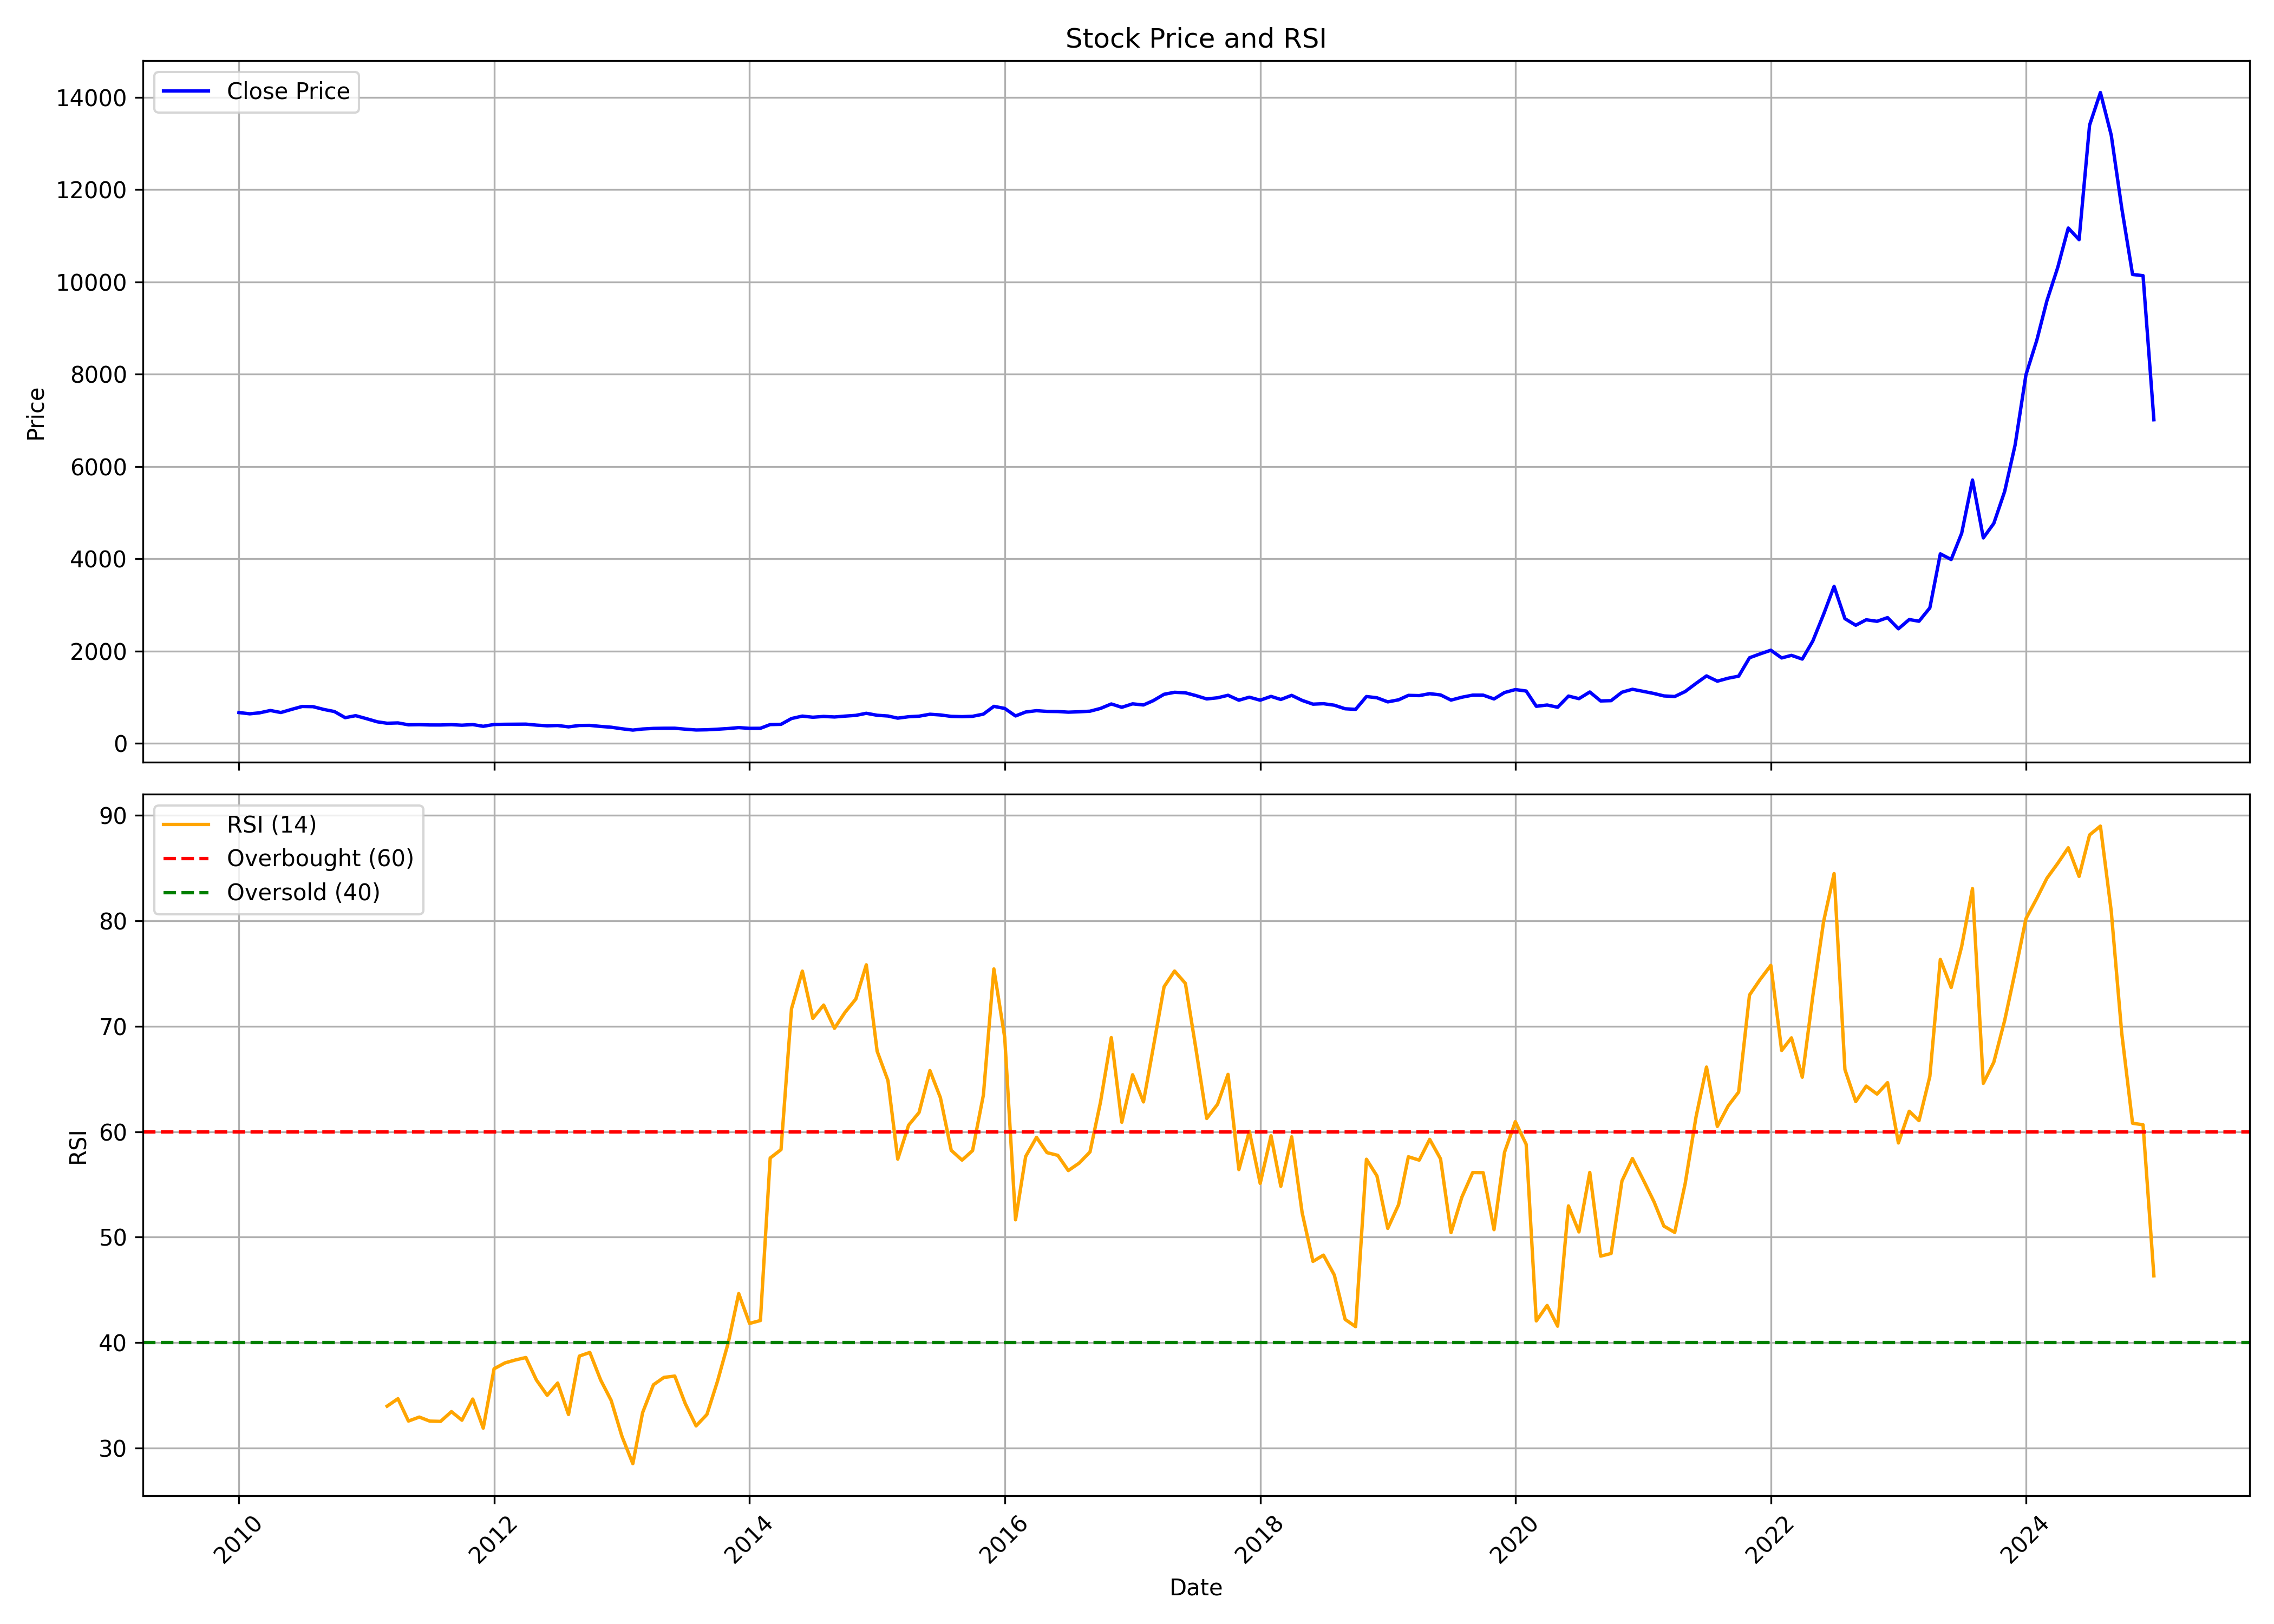 Stock Price and RSI
Close Price
14000
12000
10000
8000
6000
4000
2000
0
Price
RSI (14)
Overbought (60)
Oversold (40)
90
80
70
60
50
40
30
RSI
2010
2012
2014
2016
2018
2020
2022
2024
Date